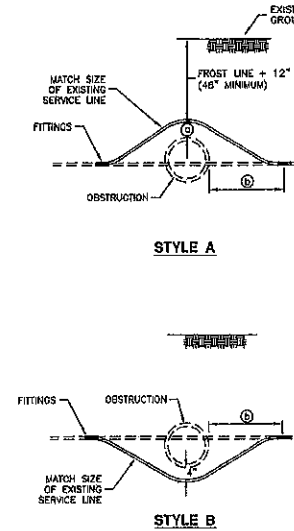 EXIST
GROU
MATCH SIZE
OF EXISTING
SERVICE LINE
FROST LINE + 12"
(48" MINIMUM)
a
FITTINGS
b
OBSTRUCTION
STYLE A
FITTINGS
OBSTRUCTION
b
4"
MATCH SIZE
OF EXISTING
SERVICE LINE
STYLE B